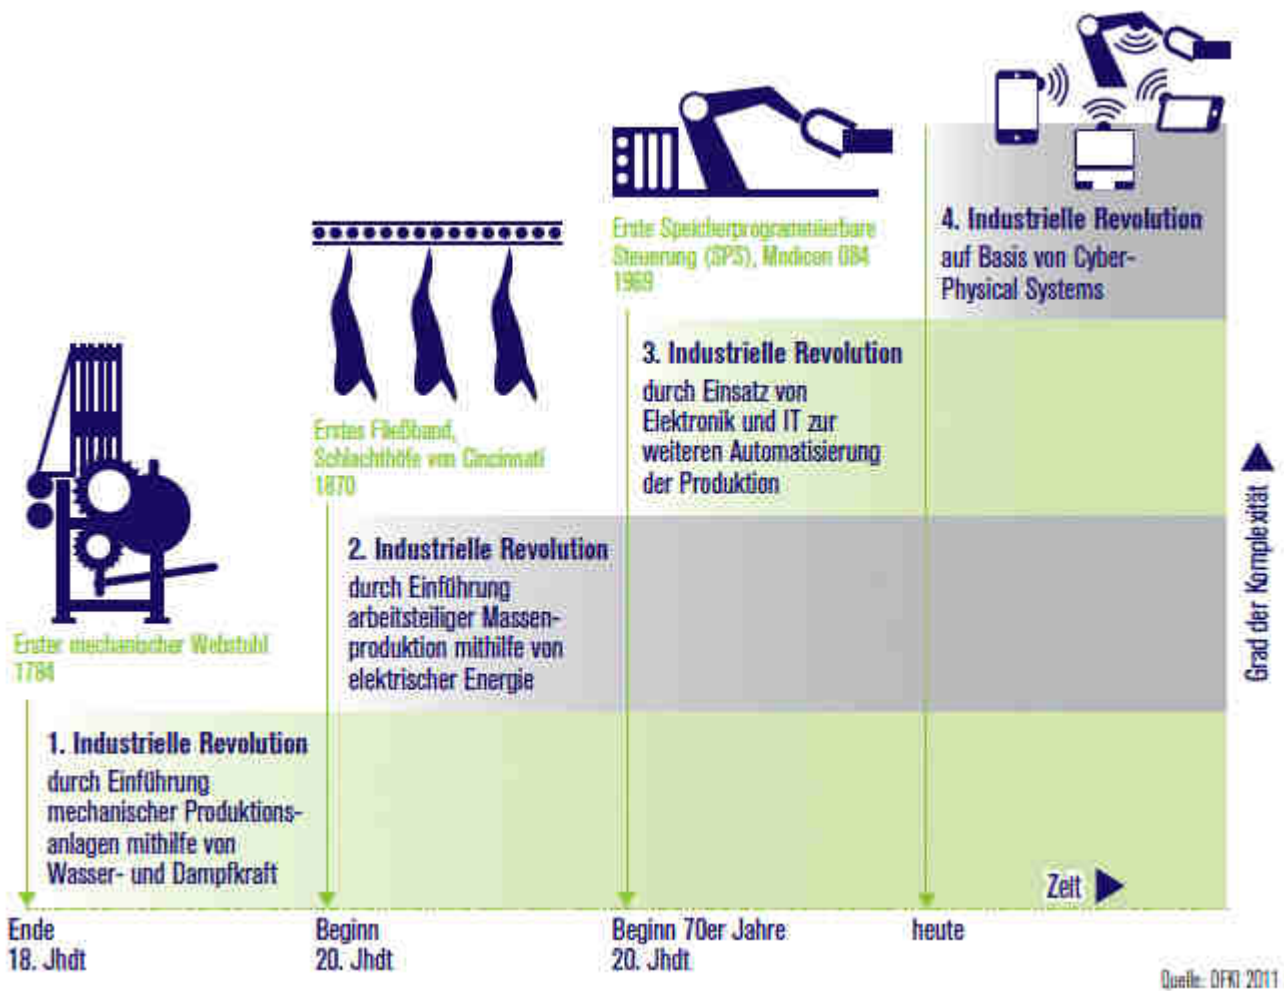 Erste Speicherprogrammierbare
Steuerung (SPS), Modicon 084
1969
4. Industrielle Revolution
auf Basis von Cyber-
Physical Systems
3. Industrielle Revolution
durch Einsatz von
Elektronik und IT zur
weiteren Automatisierung
der Produktion
Erstes Fließband,
Schlachthöfe von Cincinnati
1870
2. Industrielle Revolution
durch Einführung
arbeitsteiliger Massen-
produktion mithilfe von
elektrischer Energie
Erster mechanischer Webstuhl
1784
1. Industrielle Revolution
durch Einführung
mechanischer Produktions-
anlagen mithilfe von
Wasser- und Dampfkraft
Grad der Komplexität
Zeit
Ende
18. Jhdt
Beginn
20. Jhdt
Beginn 70er Jahre
20. Jhdt
heute
Quelle: DFKI 2011